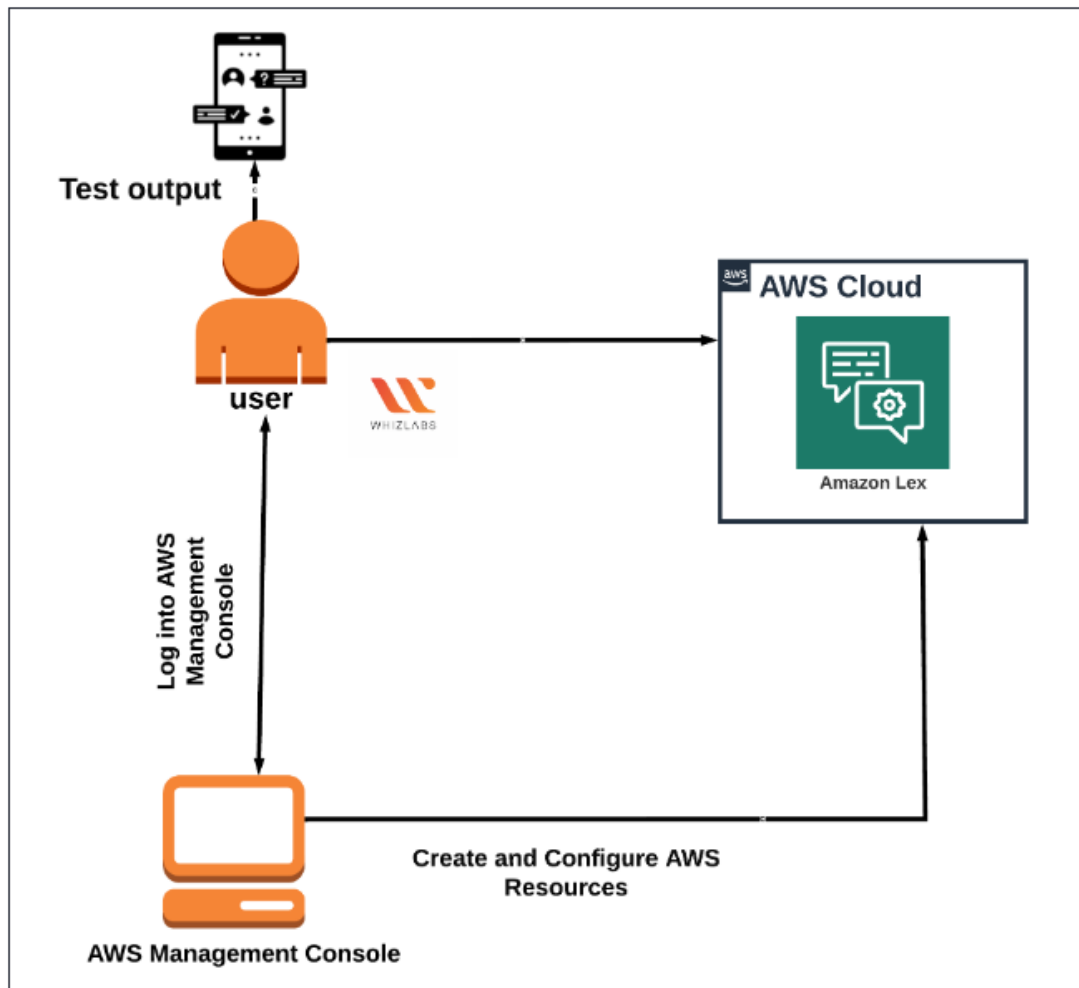 Test output
aws
AWS Cloud
Amazon Lex
user
WHIZLABS
Log into AWS
Management
Console
Create and Configure AWS
Resources
AWS Management Console